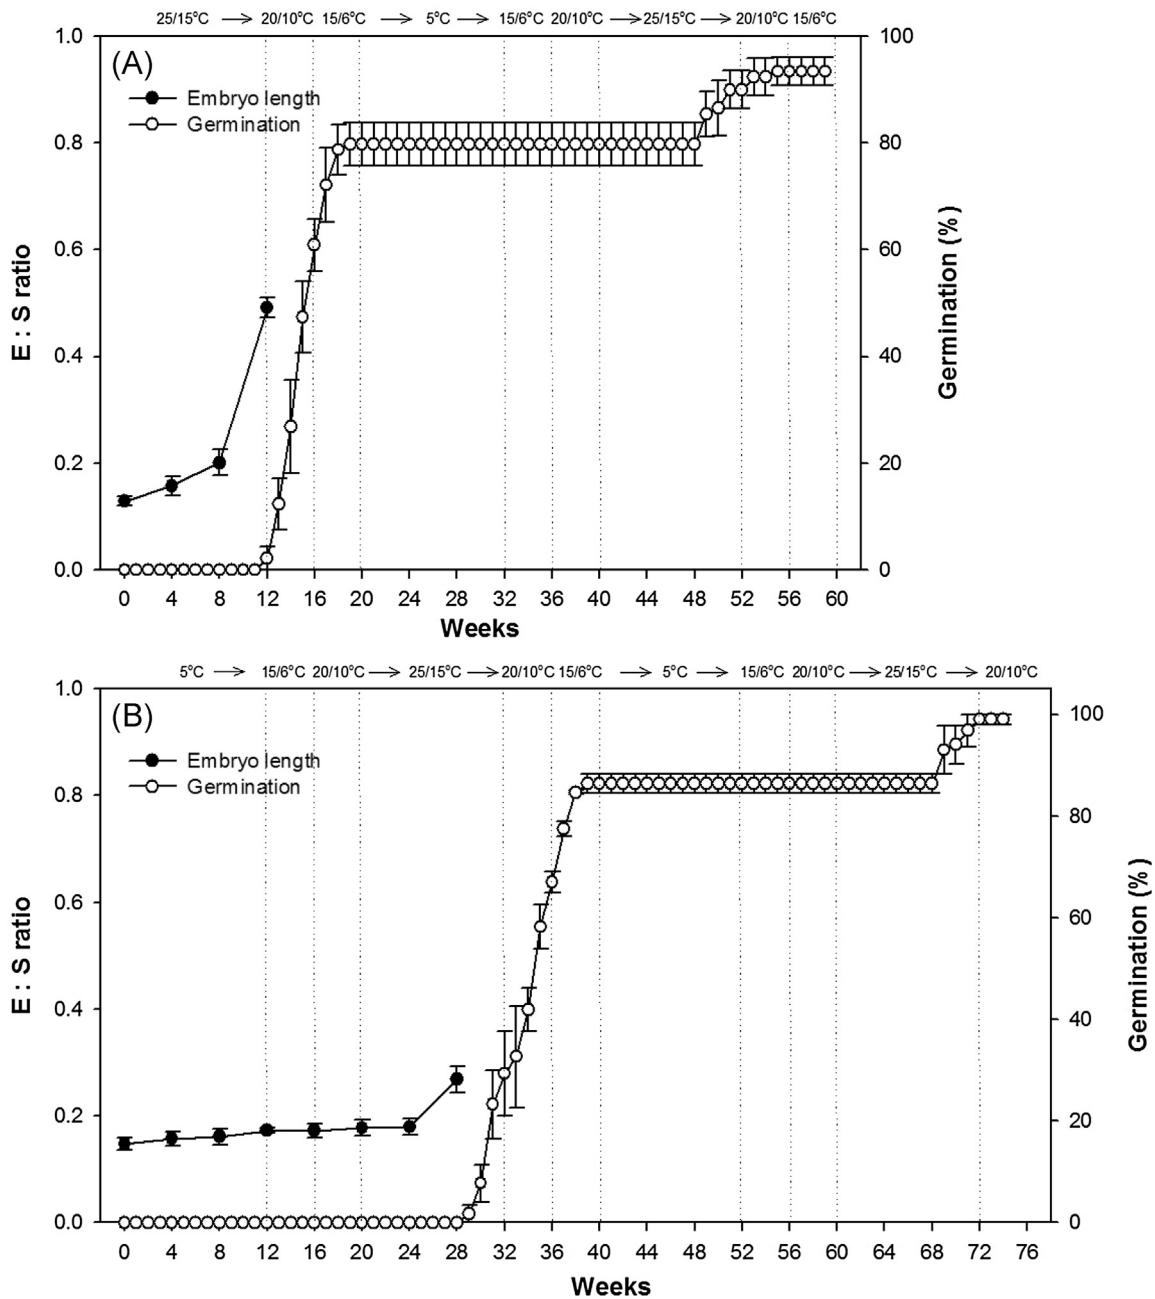 25/15°C → 20/10°C 15/6°C → 5°C → 15/6°C 20/10°C → 25/15°C → 20/10°C 15/6°C
(A)
Embryo length
Germination
1.0
0.8
0.6
0.4
0.2
0.0
E : S ratio
100
80
60
40
20
0
Germination (%)
0 4 8 12 16 20 24 28 32 36 40 44 48 52 56 60
Weeks
5°C → 15/6°C 20/10°C → 25/15°C → 20/10°C 15/6°C → 5°C → 15/6°C 20/10°C → 25/15°C → 20/10°C
(B)
Embryo length
Germination
1.0
0.8
0.6
0.4
0.2
0.0
E : S ratio
100
80
60
40
20
0
Germination (%)
0 4 8 12 16 20 24 28 32 36 40 44 48 52 56 60 64 68 72 76
Weeks